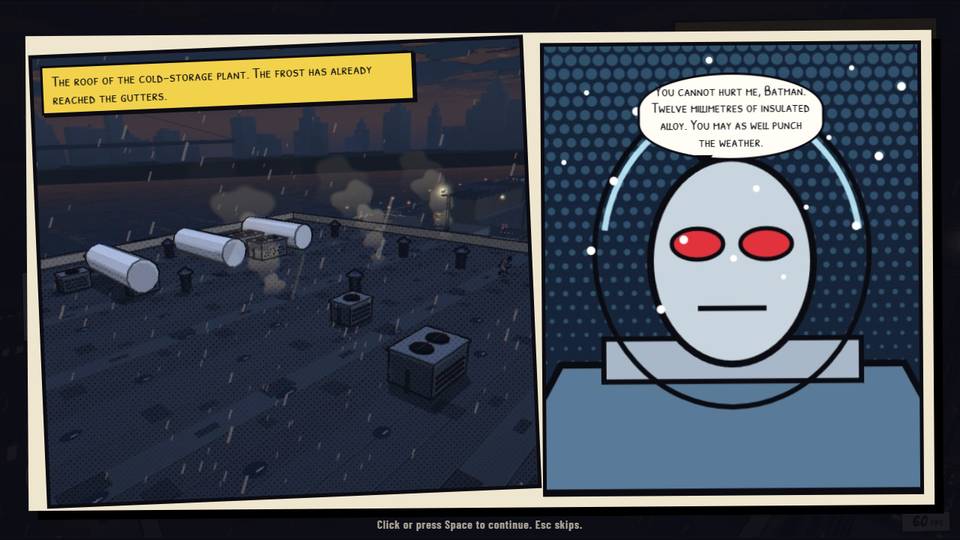 The roof of the cold-storage plant. The frost has already
reached the gutters.
You cannot hurt me, Batman.
Twelve millimetres of insulated
alloy. You may as well punch
the weather.
Click or press Space to continue. Esc skips.
60 FPS